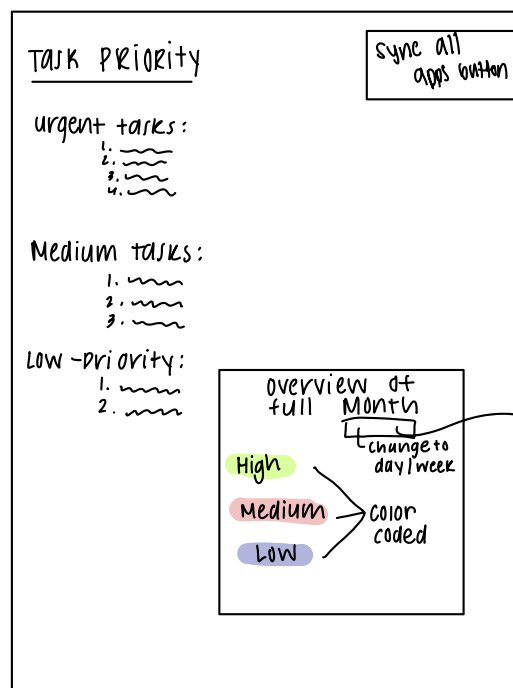 TASK PRIORITY
sync all
apps button
urgent tasks:
1.
2.
3.
4.
Medium tasks:
1.
2.
3.
Low-priority:
1.
2.
overview of
full Month
change to
day/week
High
Medium
Low
color
coded